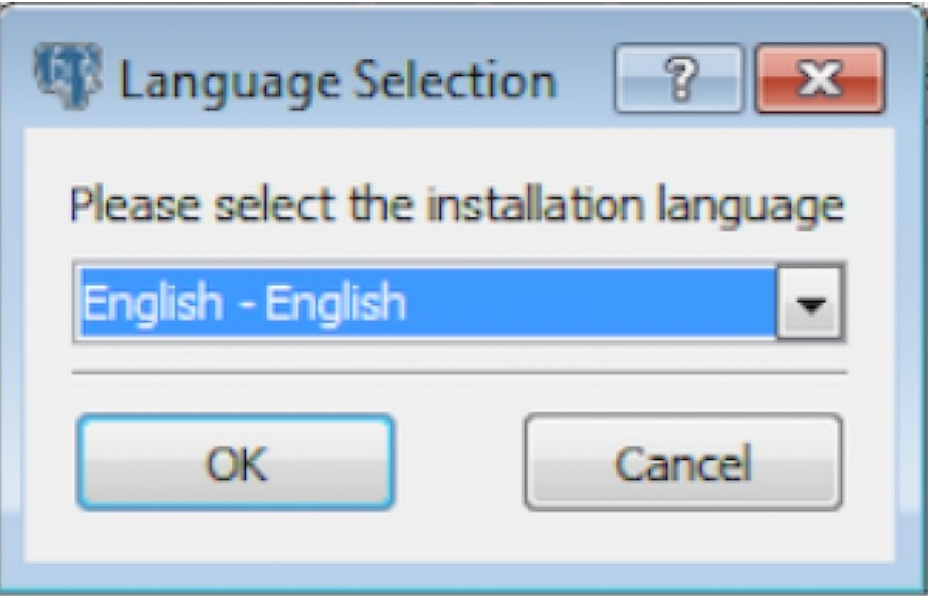 Language Selection
Please select the installation language
English - English
OK Cancel